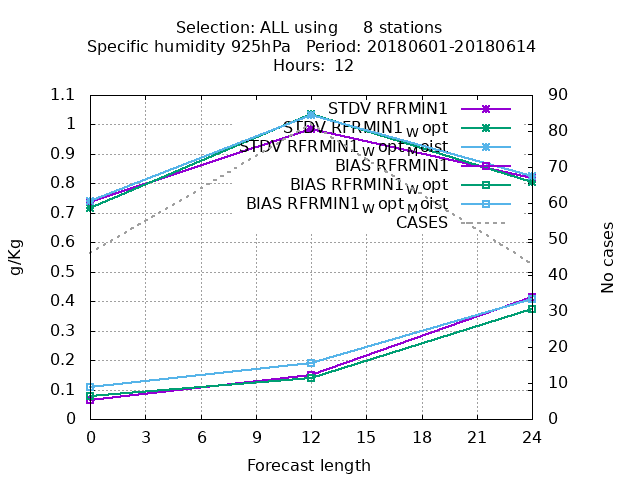 Selection: ALL using     8 stations
Specific humidity 925hPa   Period: 20180601-20180614
Hours: 12
1.1
1
0.9
0.8
0.7
0.6
0.5
0.4
0.3
0.2
0.1
0
g/Kg
90
80
70
60
50
40
30
20
10
0
No cases
STDV RFRMIN1
STDV RFRMIN1_W opt
STDV RFRMIN1_W opt_M oist
BIAS RFRMIN1
BIAS RFRMIN1_W opt
BIAS RFRMIN1_W opt_M oist
CASES
0 3 6 9 12 15 18 21 24
Forecast length